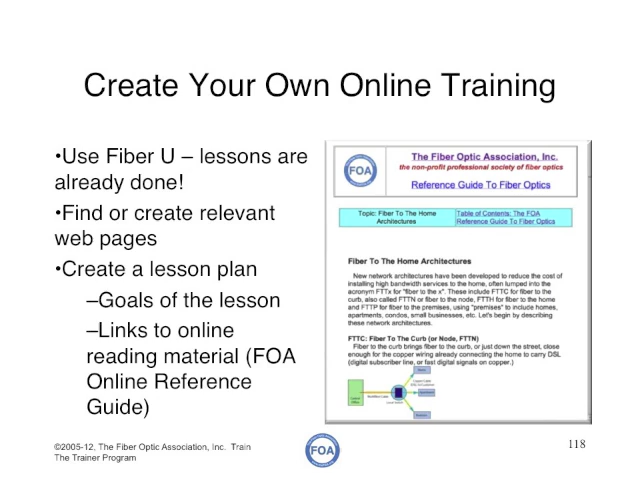 Create Your Own Online Training
•Use Fiber U – lessons are
already done!
•Find or create relevant
web pages
•Create a lesson plan
–Goals of the lesson
–Links to online
reading material (FOA
Online Reference
Guide)
FOA
The Fiber Optic Association, Inc.
the non-profit professional society of fiber optics
Reference Guide To Fiber Optics
Topic: Fiber To The Home
Architectures
Table of Contents: The FOA
Reference Guide To Fiber Optics
Fiber To The Home Architectures
New network architectures have been developed to reduce the cost of
installing high bandwidth services to the home, often lumped into the
acronym FTTx for "fiber to the x". These include FTTC for fiber to the
curb, also called FTTN or fiber to the node, FTTH for fiber to the home
and FTTP for fiber to the premises, using "premises" to include homes,
apartments, condos, small businesses, etc. Let's begin by describing
these network architectures.
FTTC: Fiber To The Curb (or Node, FTTN)
Fiber to the curb brings fiber to the curb, or just down the street, close
enough for the copper wiring already connecting the home to carry DSL
(digital subscriber line, or fast digital signals on copper.)
©2005-12, The Fiber Optic Association, Inc. Train
The Trainer Program
FOA
118